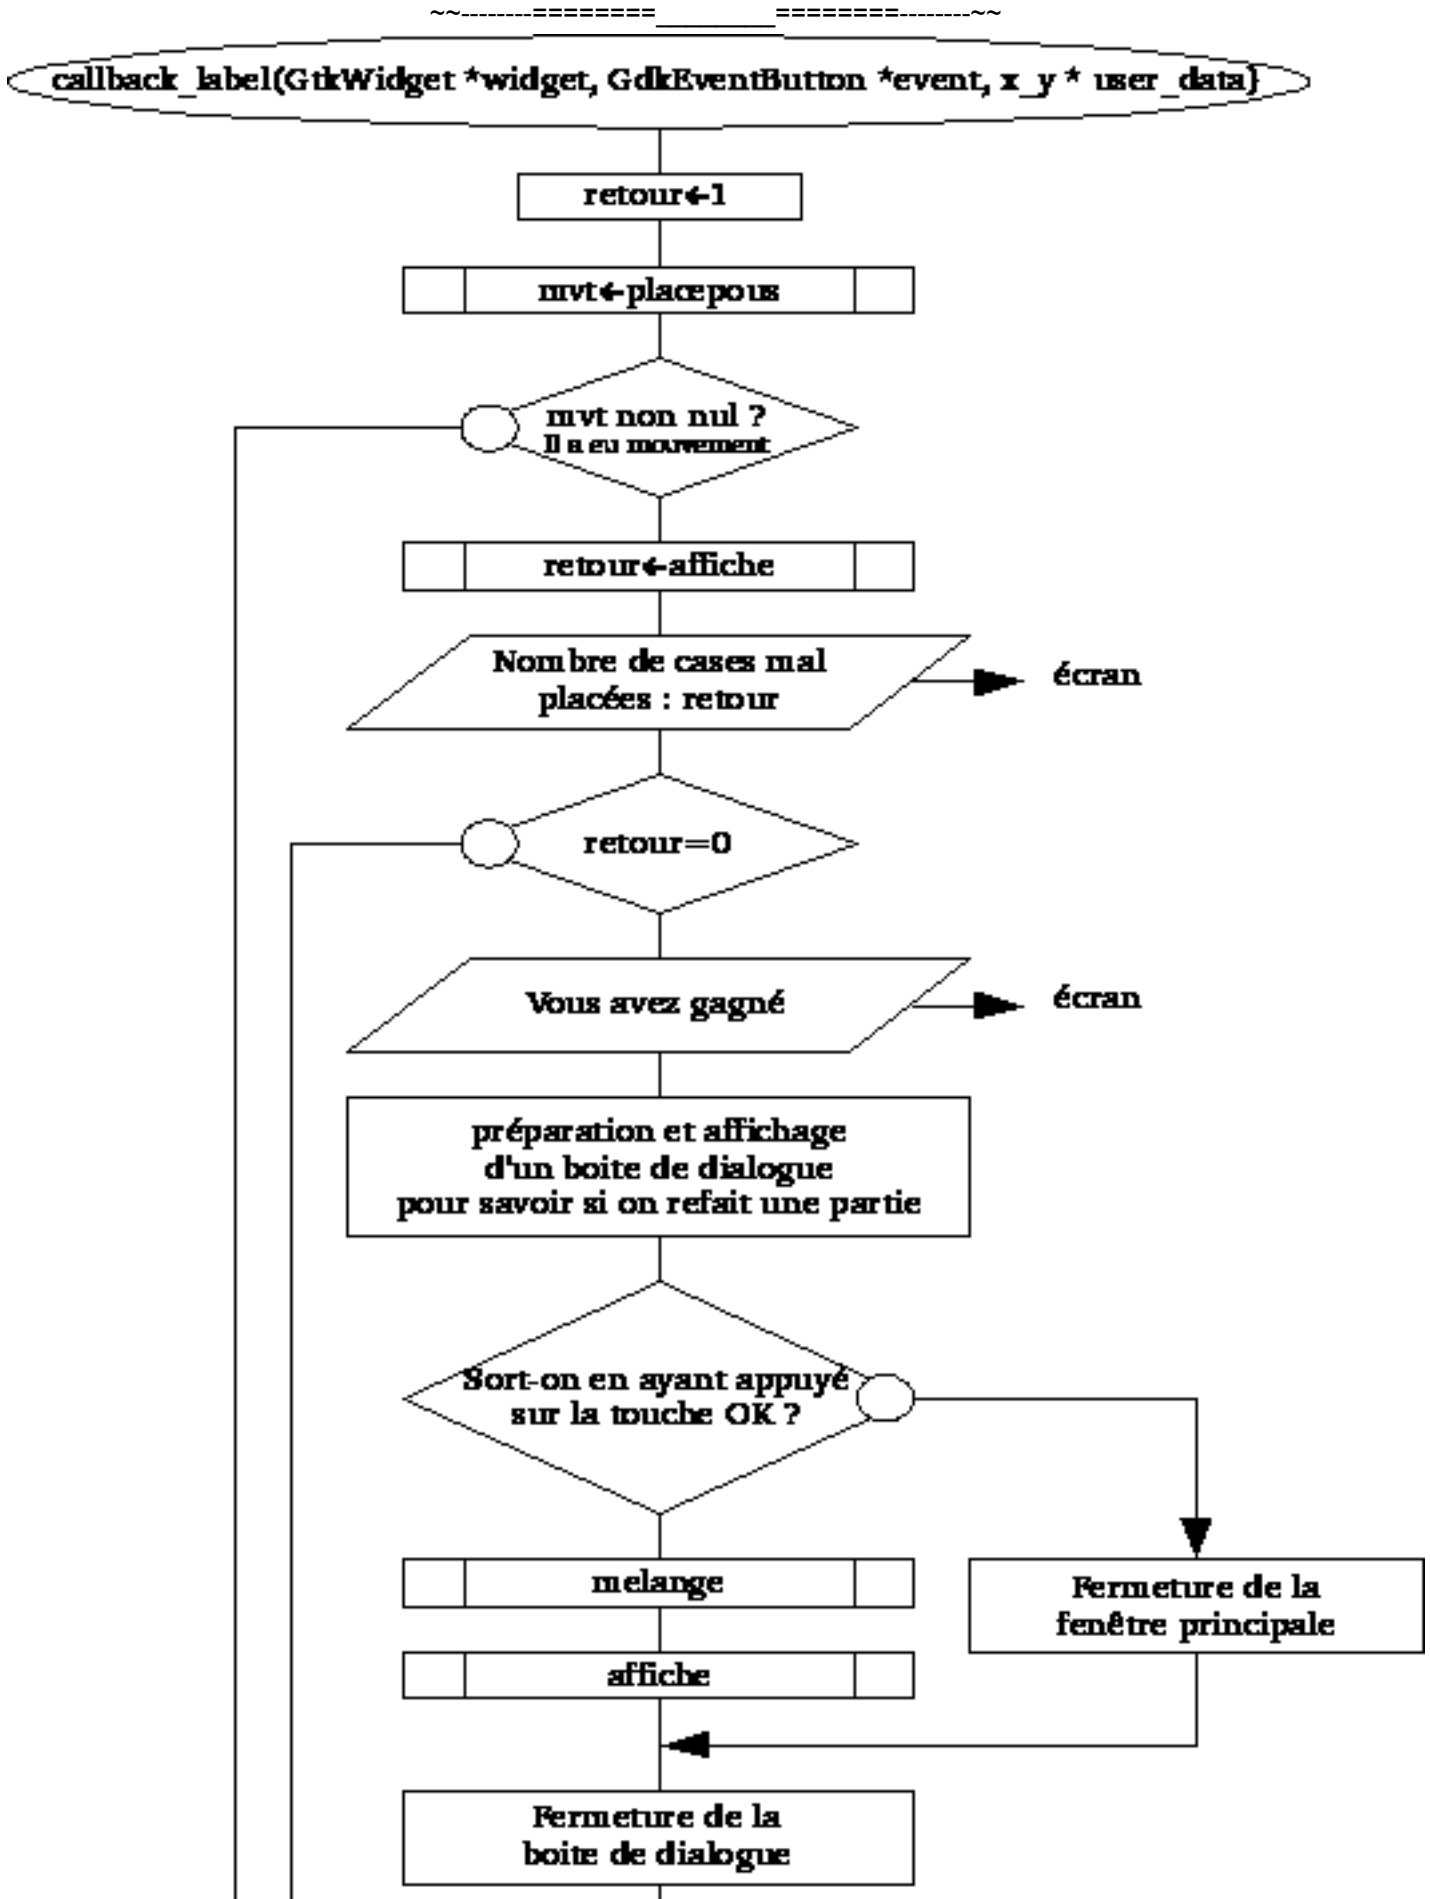 ~~--------========________========--------~~
callback_label(GtkWidget *widget, GdkEventButton *event, x_y * user_data)
retour←1
mvt←placepous
mvt non nul ?
Il a eu mouvement
retour←affiche
Nombre de cases mal
placées : retour
écran
retour=0
Vous avez gagné
écran
préparation et affichage
d'un boite de dialogue
pour savoir si on refait une partie
Sort-on en ayant appuyé
sur la touche OK ?
melange
Fermeture de la
fenêtre principale
affiche
Fermeture de la
boite de dialogue